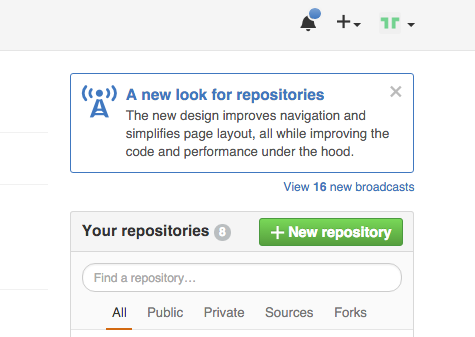 A new look for repositories
The new design improves navigation and
simplifies page layout, all while improving the
code and performance under the hood.
View 16 new broadcasts
Your repositories 8
New repository
Find a repository…
All Public Private Sources Forks